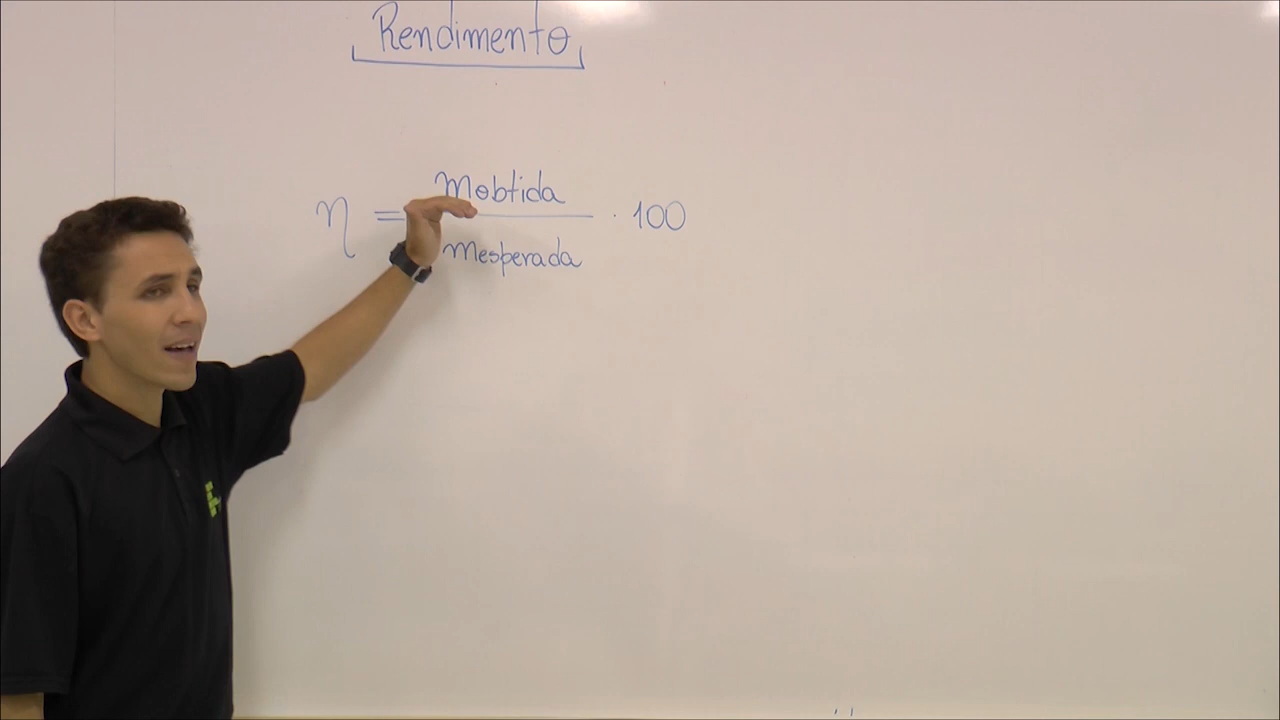 Rendimento
η = mobtida / mesperada · 100